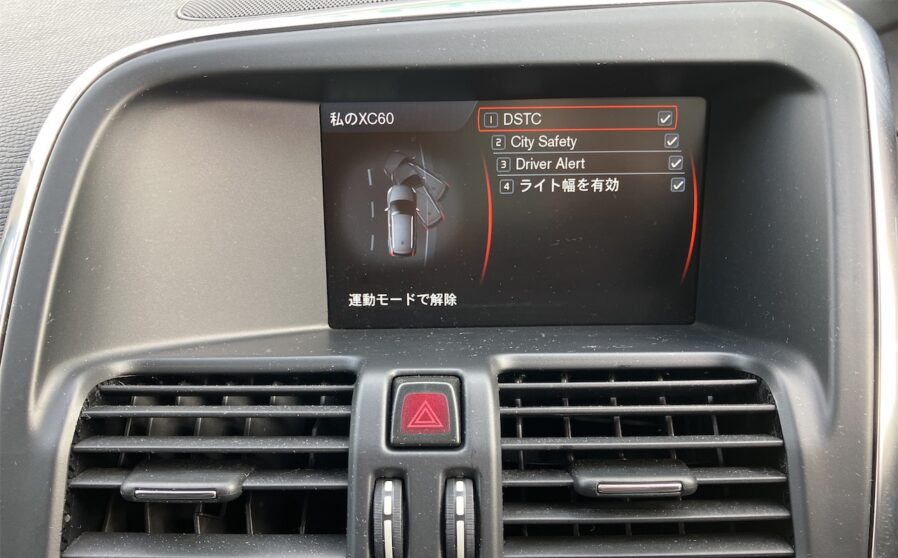 私のXC60
1 DSTC
2 City Safety
3 Driver Alert
4 ライト幅を有効
運動モードで解除